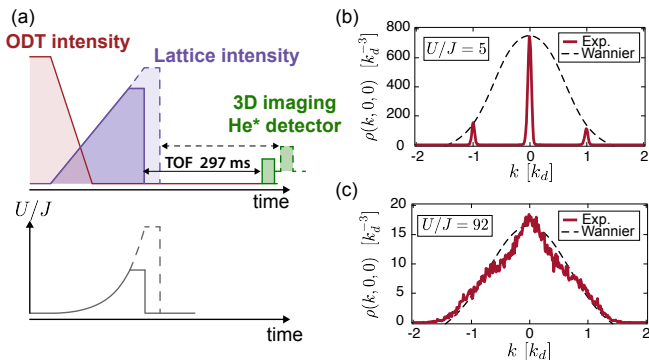 (a)
ODT intensity
Lattice intensity
3D imaging
He* detector
TOF 297 ms
time
U/J
time
(b)
ρ(k, 0, 0) [k_d^{-3}]
800
600
400
200
0
U/J = 5
Exp.
Wannier
-2 -1 0 1 2
k [k_d]
(c)
ρ(k, 0, 0) [k_d^{-3}]
20
15
10
5
0
U/J = 92
Exp.
Wannier
-2 -1 0 1 2
k [k_d]